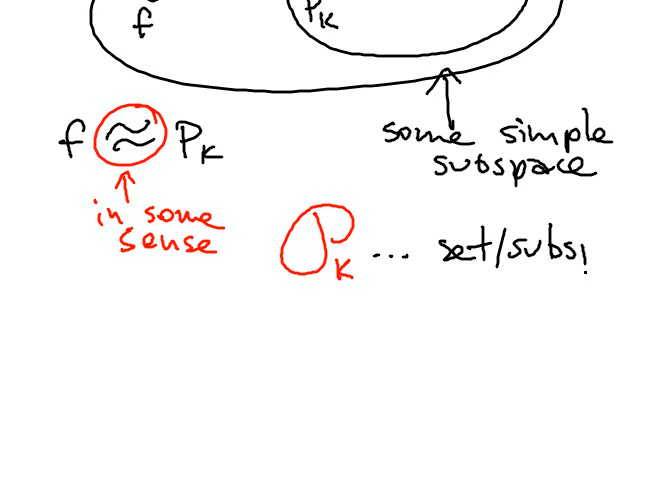 f
P_K
f ≈ P_K
some simple
subspace
in some
sense
𝒫_K ... set/subs